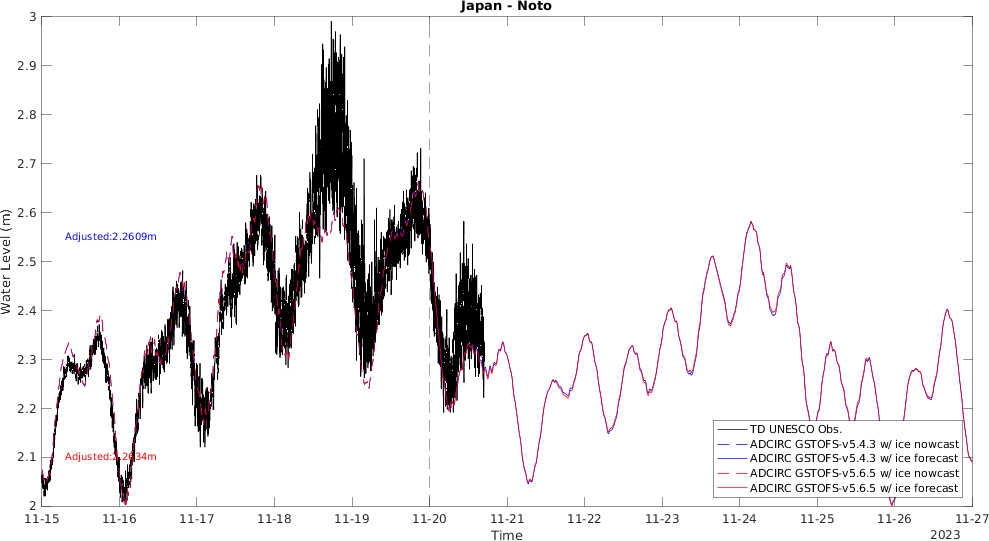 Japan - Noto
3
2.9
2.8
2.7
2.6
2.5
2.4
2.3
2.2
2.1
2
Water Level (m)
Adjusted:2.2609m
Adjusted:2.2634m
TD UNESCO Obs.
ADCIRC GSTOFS-v5.4.3 w/ ice nowcast
ADCIRC GSTOFS-v5.4.3 w/ ice forecast
ADCIRC GSTOFS-v5.6.5 w/ ice nowcast
ADCIRC GSTOFS-v5.6.5 w/ ice forecast
11-15 11-16 11-17 11-18 11-19 11-20 11-21 11-22 11-23 11-24 11-25 11-26 11-27
Time
2023